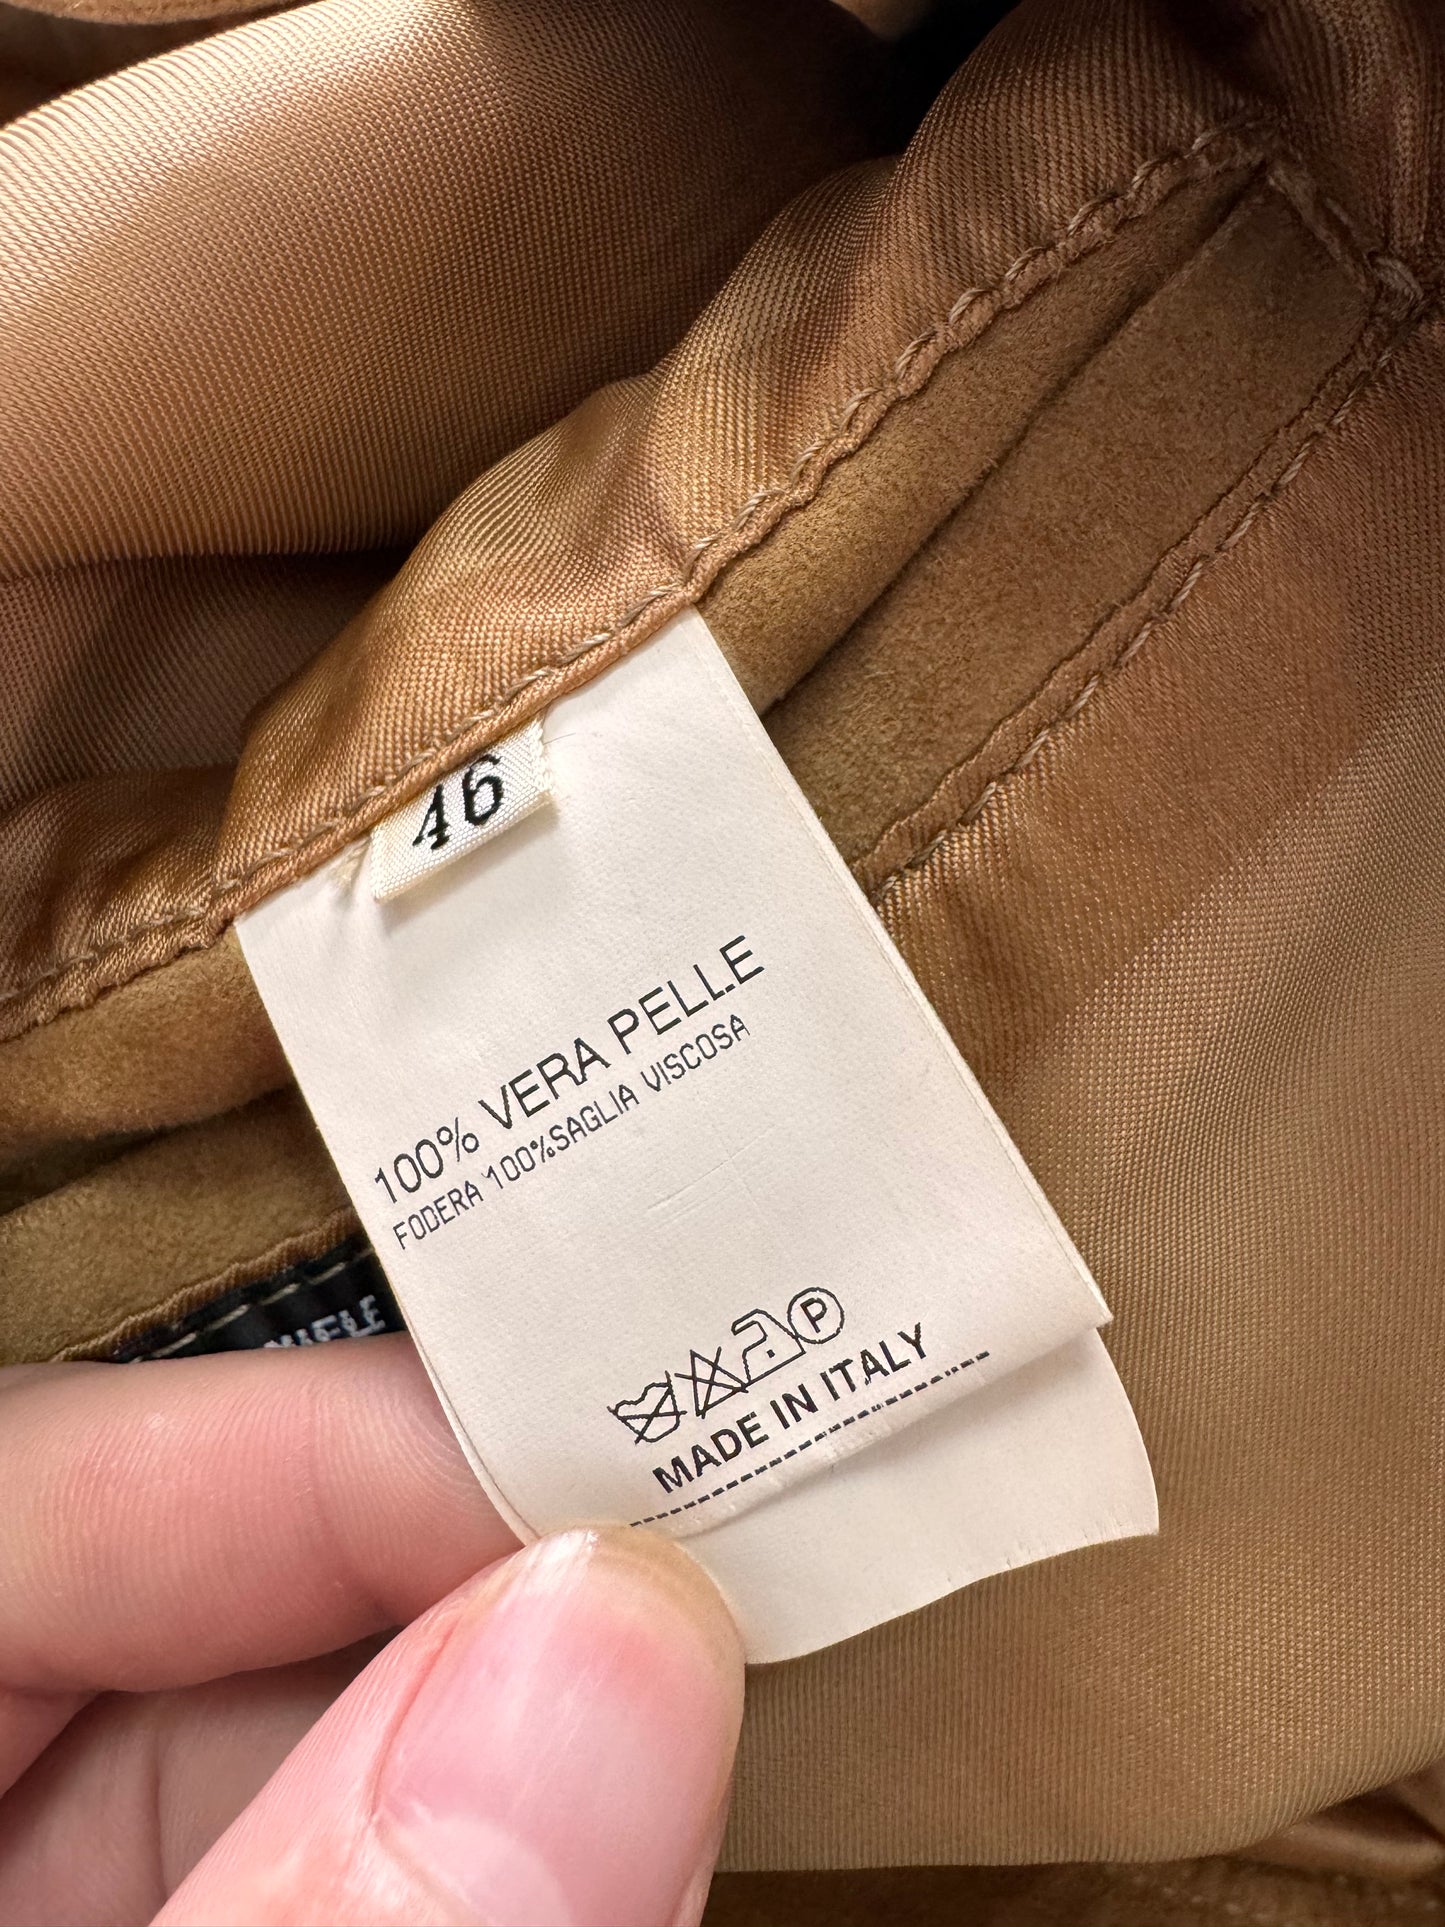 46
100% VERA PELLE
FODERA 100%SAGLIA VISCOSA
P
MADE IN ITALY